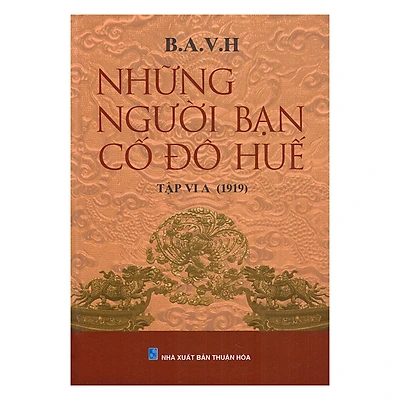 B.A.V.H
NHỮNG
NGƯỜI BẠN
CỐ ĐÔ HUẾ
TẬP VI A (1919)
NHÀ XUẤT BẢN THUẬN HÓA